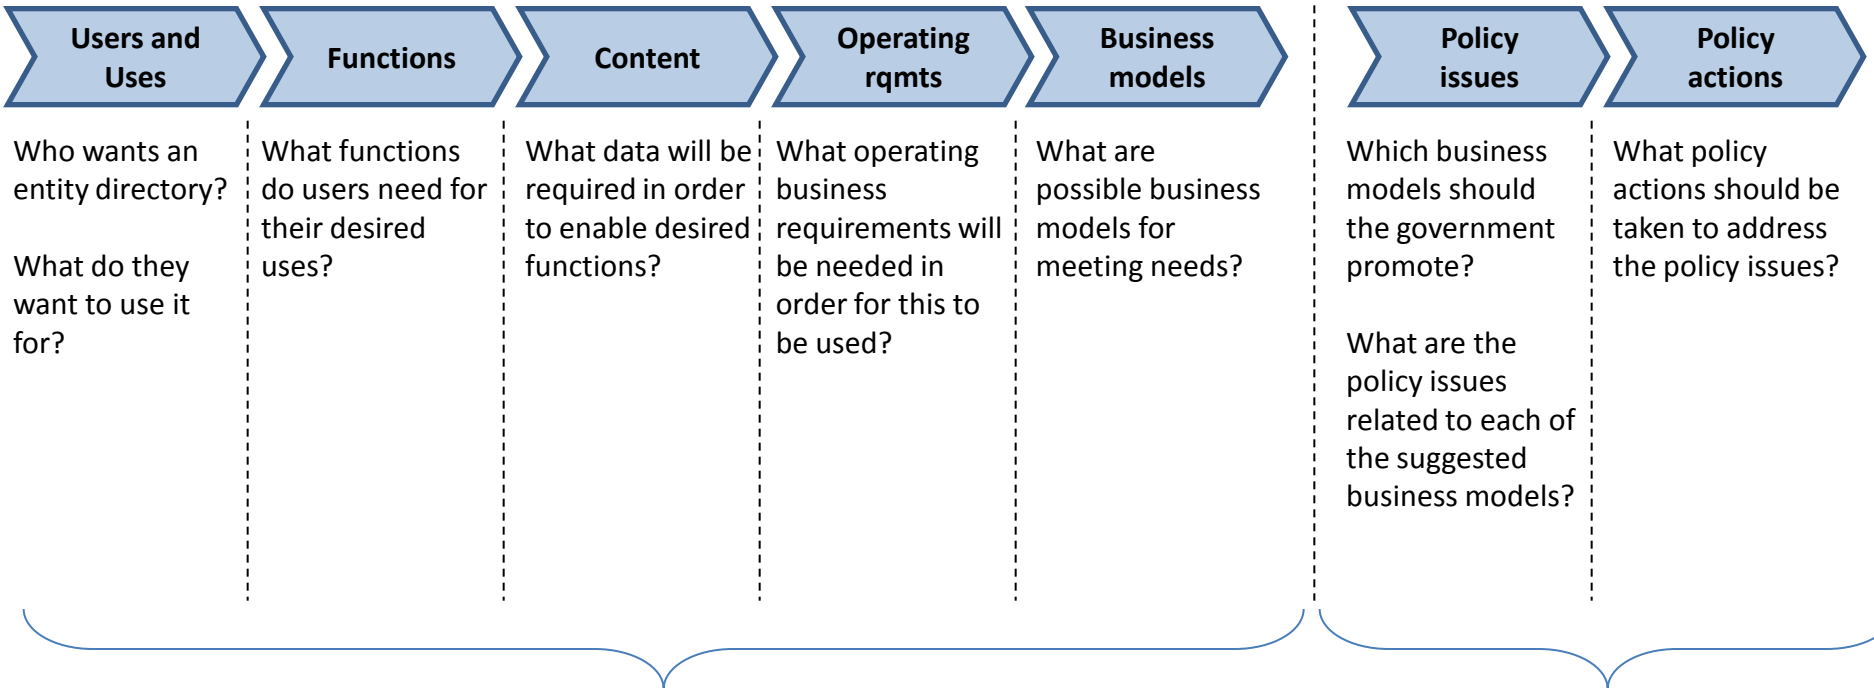 Users and
Uses
Functions
Content
Operating
rqmts
Business
models
Policy
issues
Policy
actions
Who wants an
entity directory?
What do they
want to use it
for?
What functions
do users need for
their desired
uses?
What data will be
required in order
to enable desired
functions?
What operating
business
requirements will
be needed in
order for this to
be used?
What are
possible business
models for
meeting needs?
Which business
models should
the government
promote?
What are the
policy issues
related to each of
the suggested
business models?
What policy
actions should be
taken to address
the policy issues?